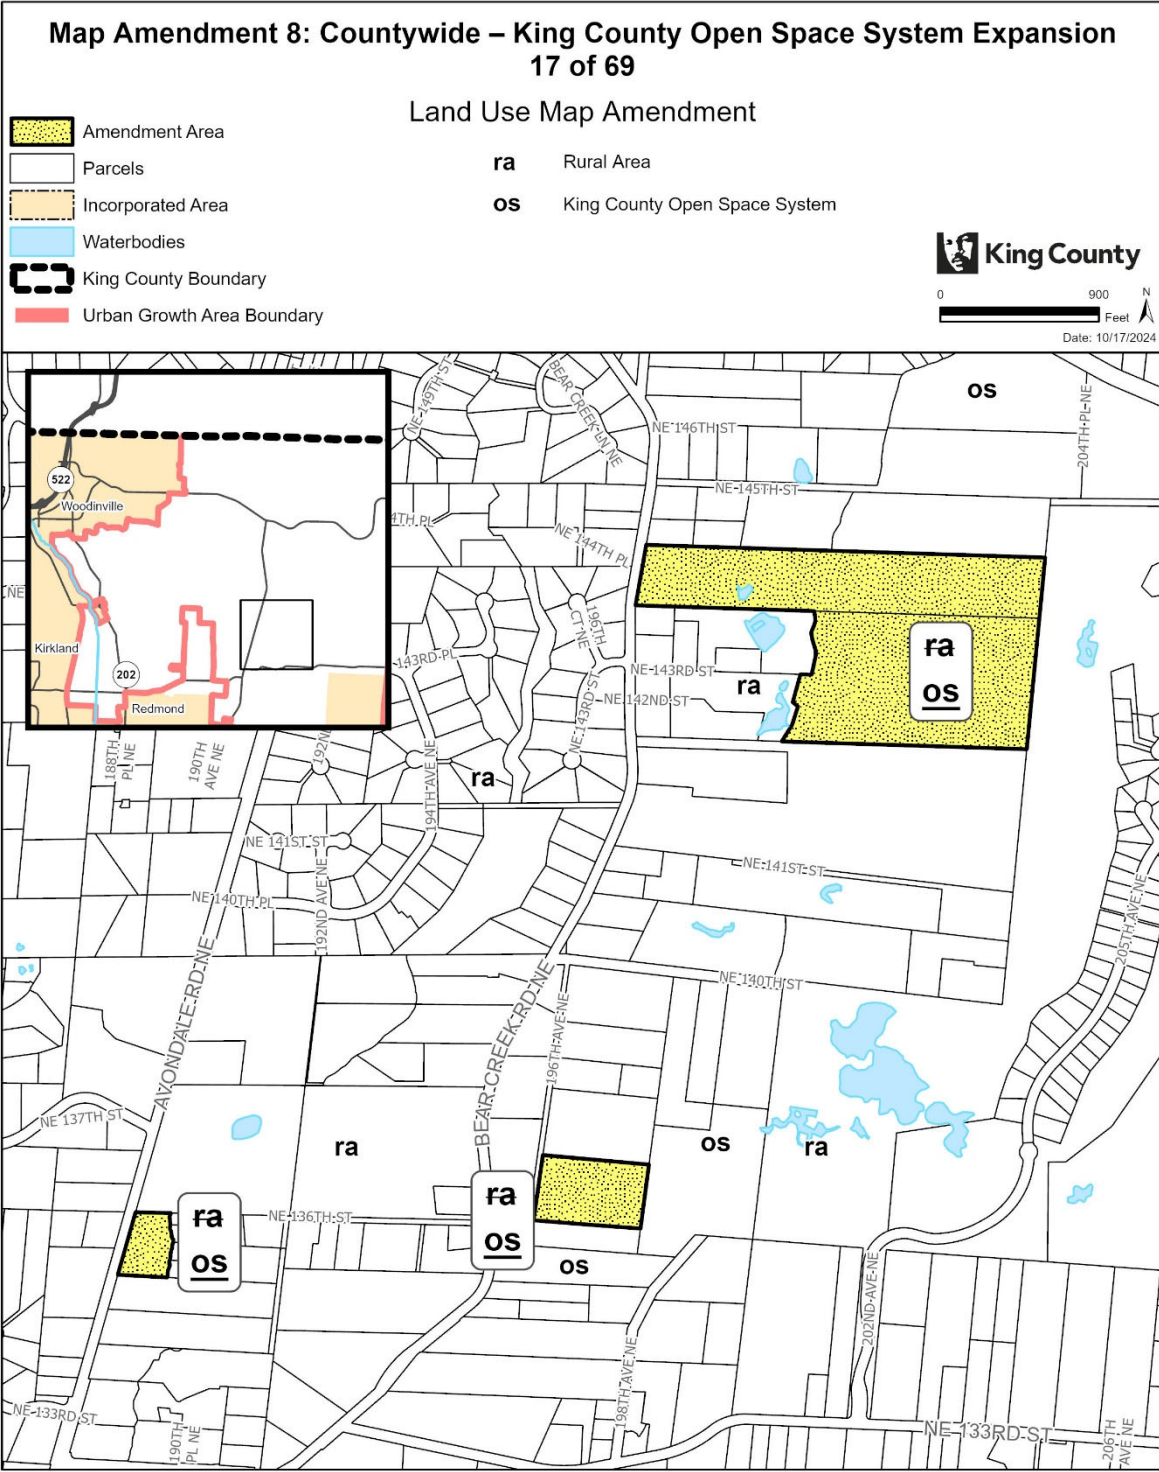 Map Amendment 8: Countywide – King County Open Space System Expansion
17 of 69
Land Use Map Amendment
Amendment Area
Parcels
Incorporated Area
Waterbodies
King County Boundary
Urban Growth Area Boundary
ra Rural Area
os King County Open Space System
King County
0 900
Feet
N
Date: 10/17/2024
522
Woodinville
Kirkland
202
Redmond
NE 149TH ST
BEAR CREEK LN NE
NE 146TH ST
os
204TH PL NE
NE 145TH ST
4TH PL
NE 144TH PL
NE
196TH
CT NE
143RD PL
NE 143RD ST
NE 143RD ST
NE 142ND ST
ra
ra
os
188TH
PL NE
190TH
AVE NE
192N
194TH AVE NE
ra
NE 141ST ST
192ND AVE NE
NE 140TH PL
NE 141ST ST
205TH AVE NE
AVONDALE RD NE
BEAR CREEK RD NE
196TH AVE NE
NE 140TH ST
NE 137TH ST
ra
os
ra
ra
os
NE 136TH ST
ra
os
os
202ND AVE NE
198TH AVE NE
NE 133RD ST
190TH
PL NE
NE 133RD ST
206TH
AVE NE